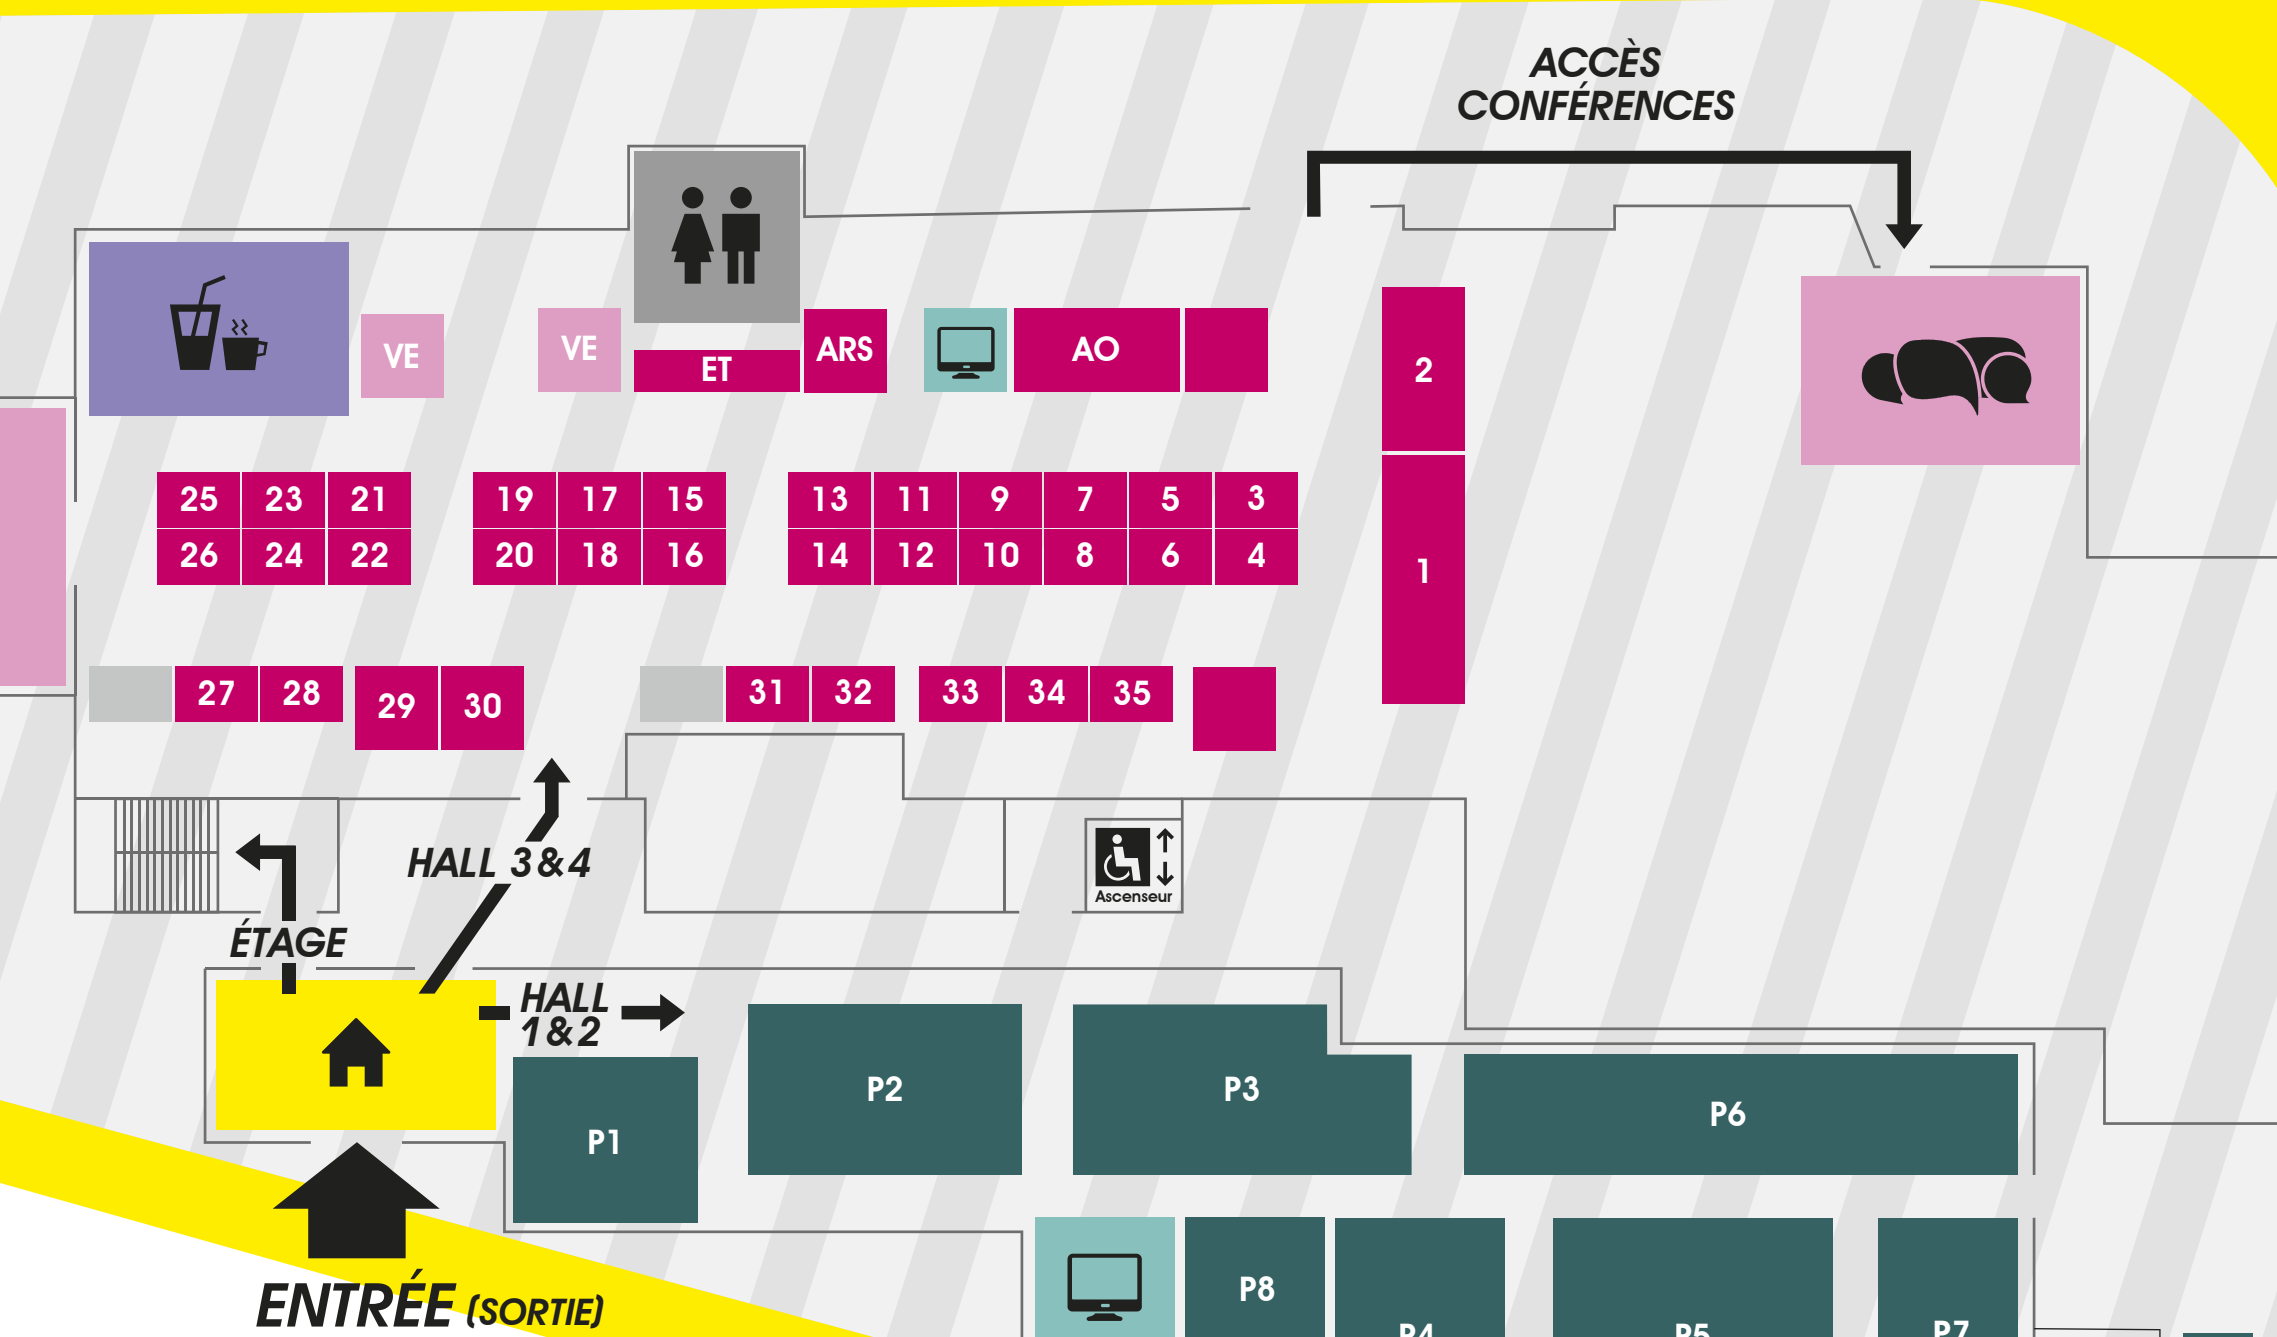 ACCÈS
CONFÉRENCES
VE
VE
ET
ARS
AO
2
25 23 21 19 17 15 13 11 9 7 5 3
26 24 22 20 18 16 14 12 10 8 6 4
1
27 28 29 30 31 32 33 34 35
HALL 3&4
Ascenseur
ÉTAGE
HALL
1&2
P1
P2
P3
P6
P8
P4
P5
P7
ENTRÉE (SORTIE)